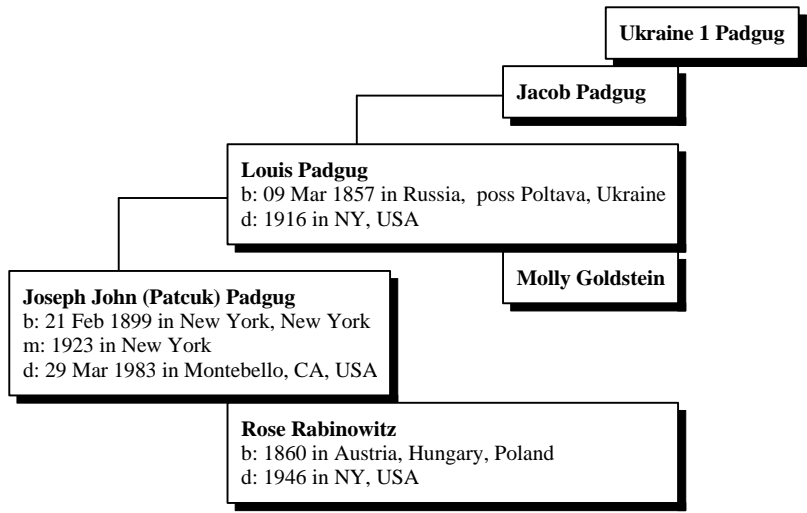 Ukraine 1 Padgug
Jacob Padgug
Louis Padgug
b: 09 Mar 1857 in Russia,  poss Poltava, Ukraine
d: 1916 in NY, USA
Molly Goldstein
Joseph John (Patcuk) Padgug
b: 21 Feb 1899 in New York, New York
m: 1923 in New York
d: 29 Mar 1983 in Montebello, CA, USA
Rose Rabinowitz
b: 1860 in Austria, Hungary, Poland
d: 1946 in NY, USA